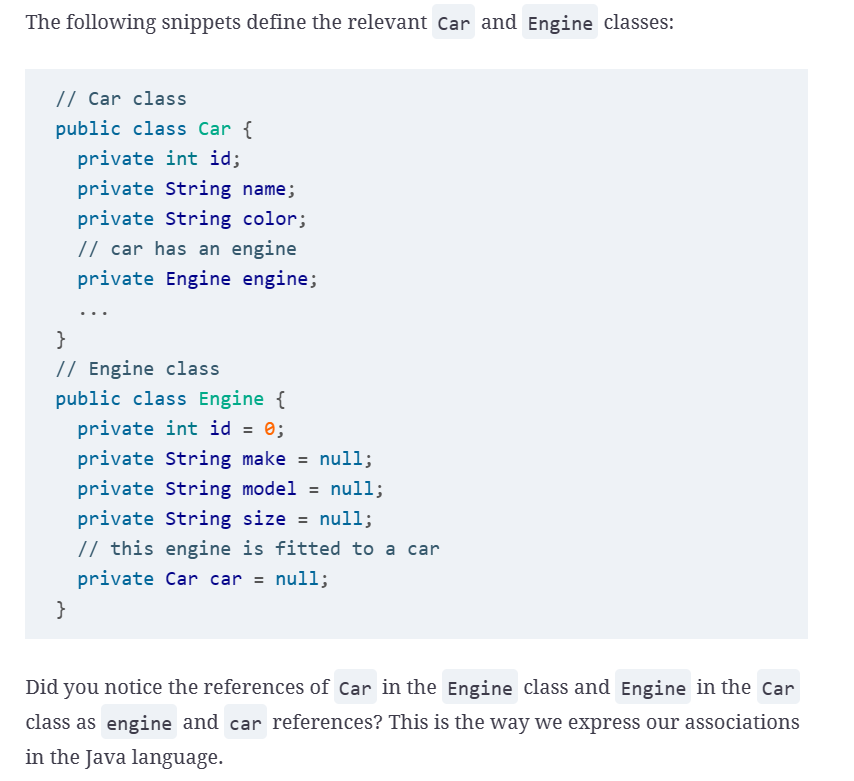 The following snippets define the relevant Car and Engine classes:
// Car class
public class Car {
private int id;
private String name;
private String color;
// car has an engine
private Engine engine;
...
}
// Engine class
public class Engine {
private int id = 0;
private String make = null;
private String model = null;
private String size = null;
// this engine is fitted to a car
private Car car = null;
}
Did you notice the references of Car in the Engine class and Engine in the Car
class as engine and car references? This is the way we express our associations
in the Java language.